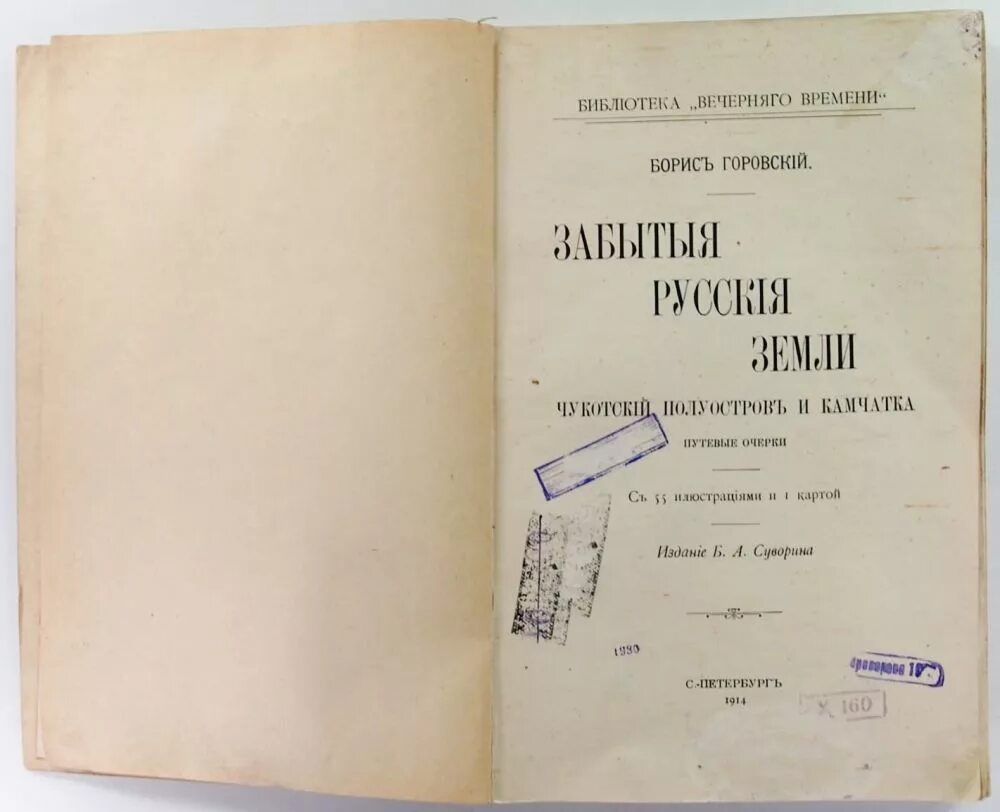 БИБЛІОТЕКА „ВЕЧЕРНЯГО ВРЕМЕНИ“
БОРИСЪ ГОРОВСКІЙ.
ЗАБЫТЫЯ
РУССКІЯ
ЗЕМЛИ
ЧУКОТСКІЙ ПОЛУОСТРОВЪ И КАМЧАТКА
ПУТЕВЫЕ ОЧЕРКИ
Съ 55 илюстраціями и 1 картой
Изданіе Б. А. Суворина
1930
С.-ПЕТЕРБУРГЪ
1914
160